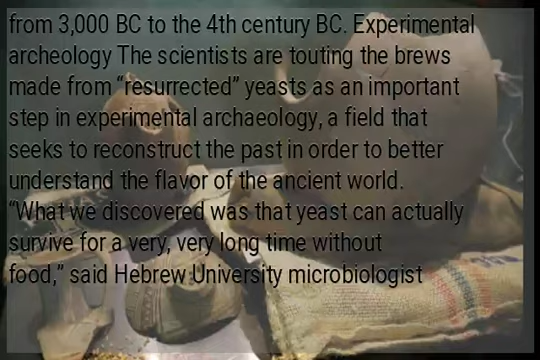 from 3,000 BC to the 4th century BC. Experimental
archeology The scientists are touting the brews
made from “resurrected” yeasts as an important
step in experimental archaeology, a field that
seeks to reconstruct the past in order to better
understand the flavor of the ancient world.
“What we discovered was that yeast can actually
survive for a very, very long time without
food,” said Hebrew University microbiologist